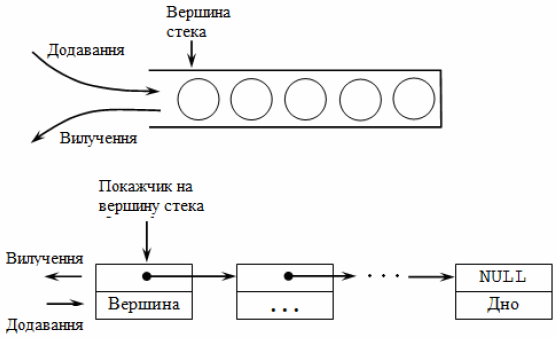 Вершина
стека
Додавання
Вилучення
Покажчик на
вершину стека
Вилучення
NULL
Вершина
...
Дно
Додавання